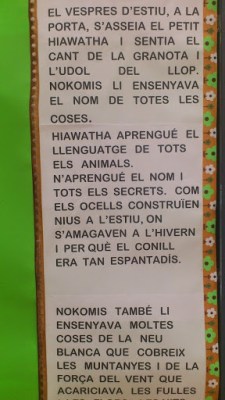 EL VESPRES D'ESTIU, A LA
PORTA, S'ASSEIA EL PETIT
HIAWATHA I SENTIA EL
CANT DE LA GRANOTA I
L'UDOL DEL LLOP.
NOKOMIS LI ENSENYAVA
EL NOM DE TOTES LES
COSES.
HIAWATHA APRENGUÉ EL
LLENGUATGE DE TOTS
ELS ANIMALS.
N'APRENGUÉ EL NOM I
TOTS ELS SECRETS. COM
ELS OCELLS CONSTRUÏEN
NIUS A L'ESTIU, ON
S'AMAGAVEN A L'HIVERN
I PER QUÈ EL CONILL
ERA TAN ESPANTADÍS.
NOKOMIS TAMBÉ LI
ENSENYAVA MOLTES
COSES DE LA NEU
BLANCA QUE COBREIX
LES MUNTANYES I DE LA
FORÇA DEL VENT QUE
ACARICIAVA LES FULLES